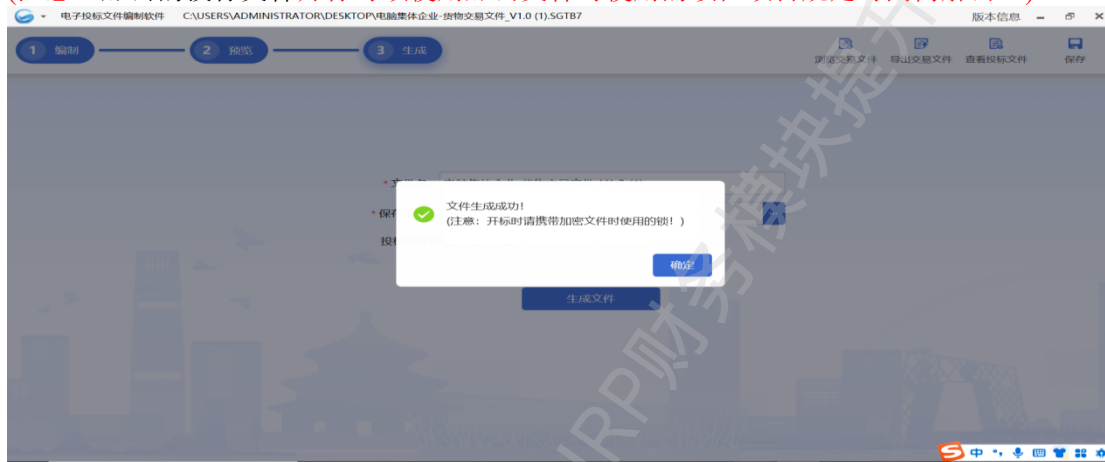 电子投标文件编制软件 C:\USERS\ADMINISTRATOR\DESKTOP\电脑集体企业-货物交易文件_V1.0 (1).SGTB7 版本信息
1 编制 2 预览 3 生成
浏览交易文件 导出交易文件 查看投标文件 保存
文件生成成功！
(注意：开标时请携带加密文件时使用的锁！)
确定
生成文件
中
RP财务模块提升